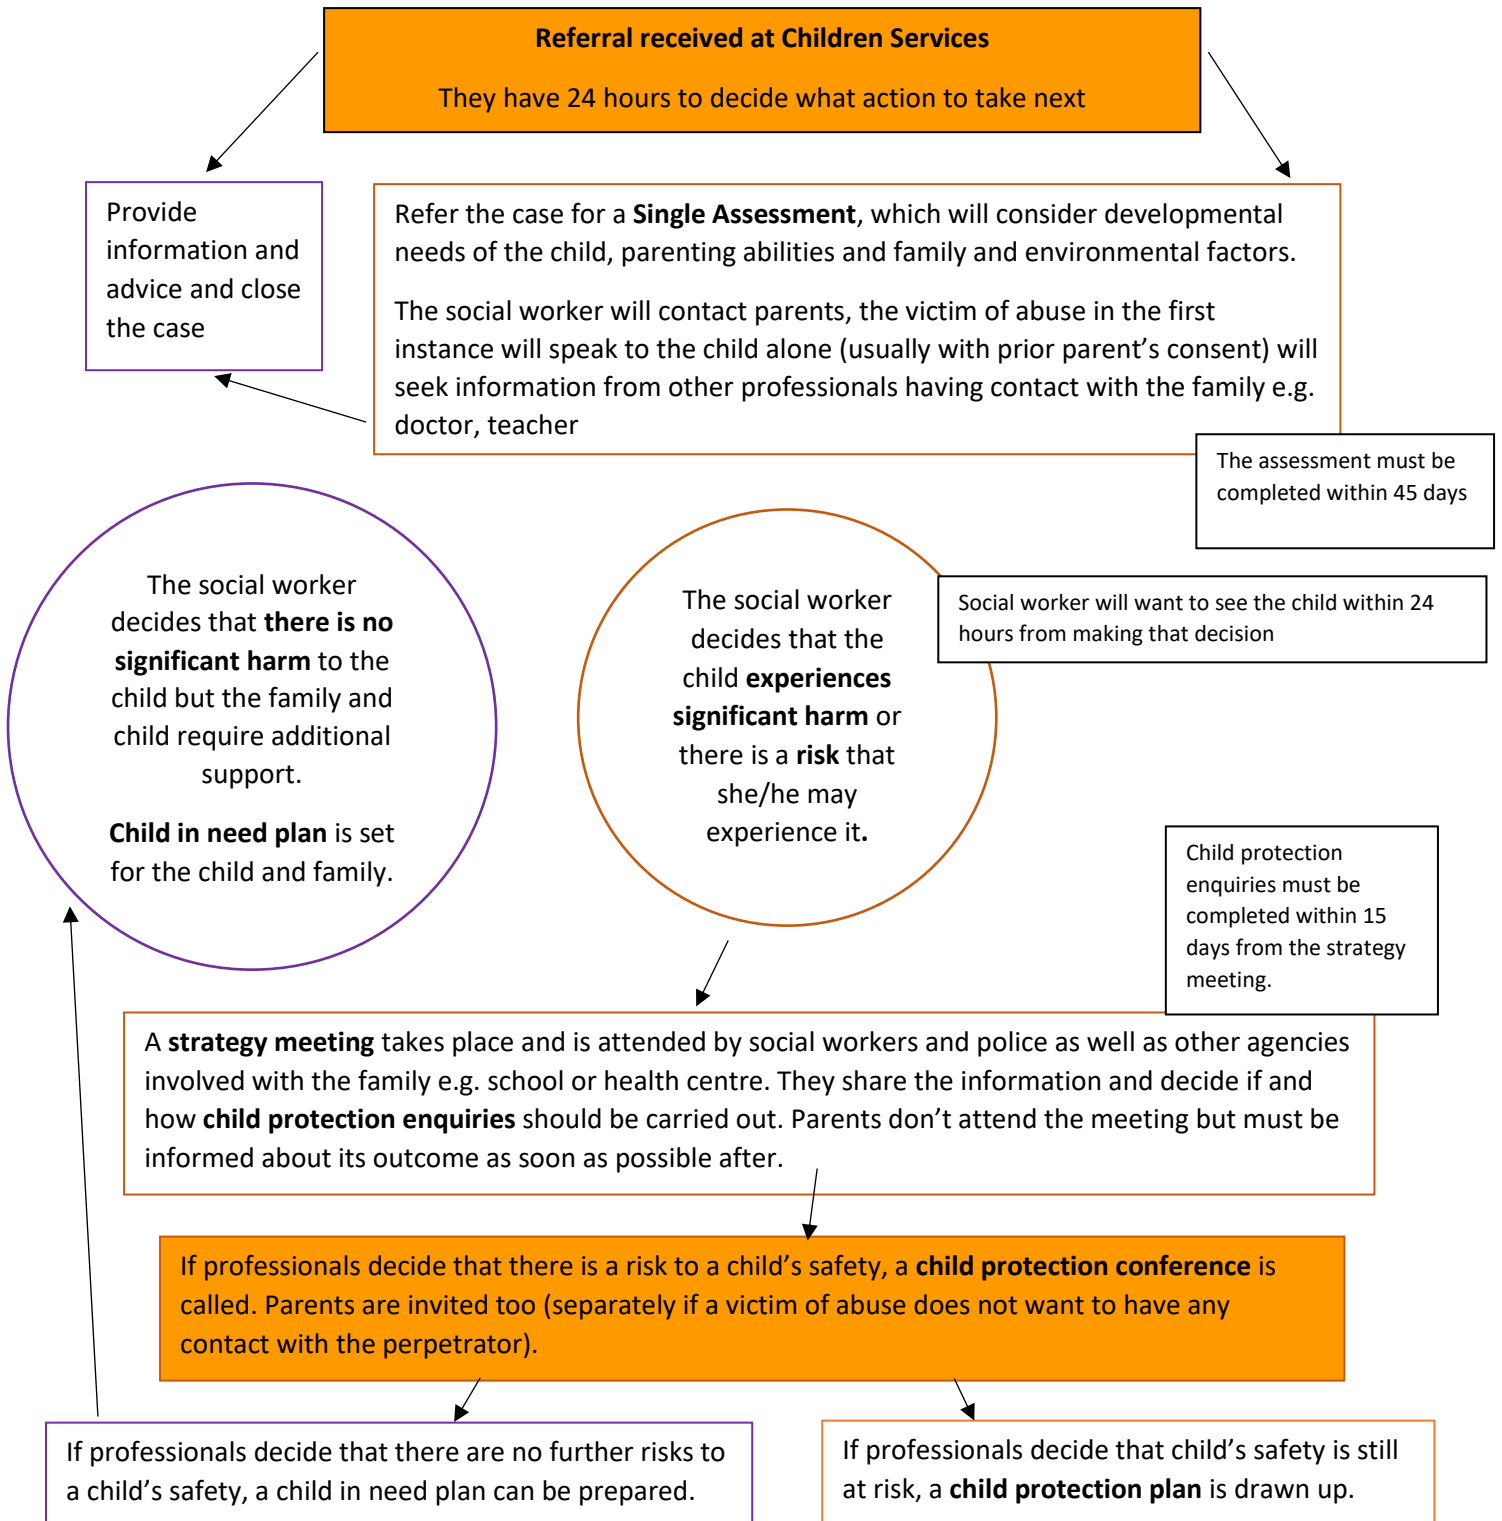 Referral received at Children Services
They have 24 hours to decide what action to take next
Provide
information and
advice and close
the case
Refer the case for a Single Assessment, which will consider developmental
needs of the child, parenting abilities and family and environmental factors.
The social worker will contact parents, the victim of abuse in the first
instance will speak to the child alone (usually with prior parent’s consent) will
seek information from other professionals having contact with the family e.g.
doctor, teacher
The assessment must be
completed within 45 days
The social worker
decides that there is no
significant harm to the
child but the family and
child require additional
support.
Child in need plan is set
for the child and family.
The social worker
decides that the
child experiences
significant harm or
there is a risk that
she/he may
experience it.
Social worker will want to see the child within 24
hours from making that decision
Child protection
enquiries must be
completed within 15
days from the strategy
meeting.
A strategy meeting takes place and is attended by social workers and police as well as other agencies
involved with the family e.g. school or health centre. They share the information and decide if and
how child protection enquiries should be carried out. Parents don’t attend the meeting but must be
informed about its outcome as soon as possible after.
If professionals decide that there is a risk to a child’s safety, a child protection conference is
called. Parents are invited too (separately if a victim of abuse does not want to have any
contact with the perpetrator).
If professionals decide that there are no further risks to
a child’s safety, a child in need plan can be prepared.
If professionals decide that child’s safety is still
at risk, a child protection plan is drawn up.